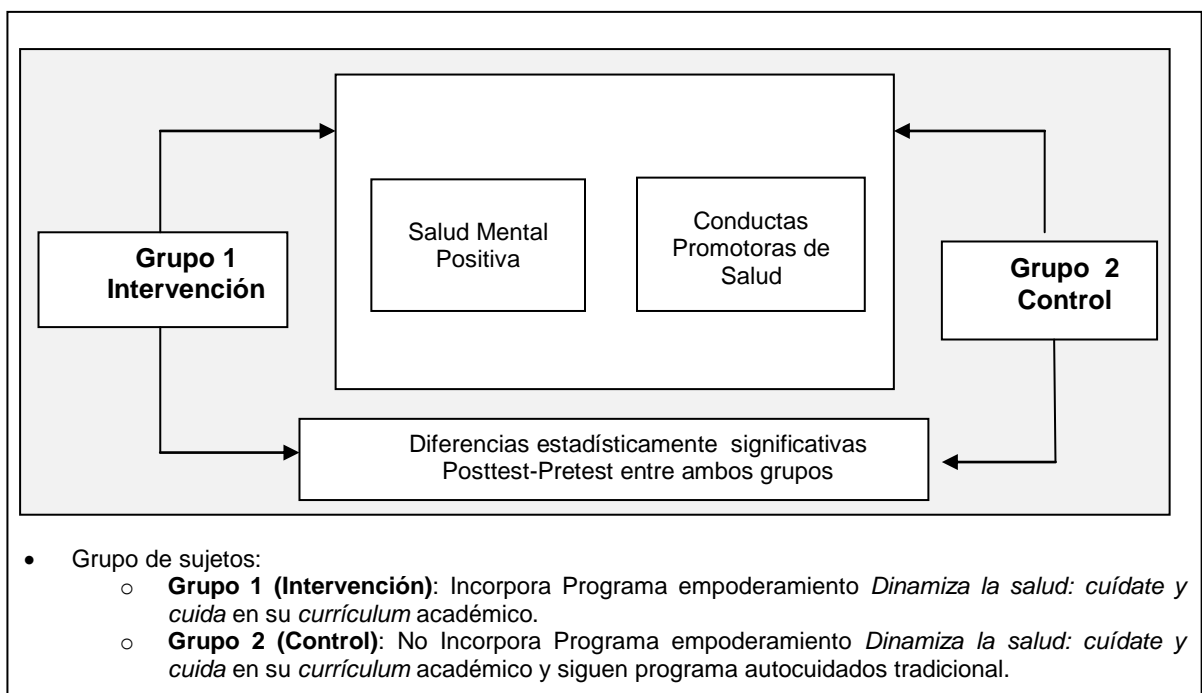 Salud Mental
Positiva
Conductas
Promotoras de
Salud
Grupo 1
Intervención
Grupo 2
Control
Diferencias estadísticamente significativas
Posttest-Pretest entre ambos grupos
• Grupo de sujetos:
o Grupo 1 (Intervención): Incorpora Programa empoderamiento Dinamiza la salud: cuídate y
cuida en su currículum académico.
o Grupo 2 (Control): No Incorpora Programa empoderamiento Dinamiza la salud: cuídate y
cuida en su currículum académico y siguen programa autocuidados tradicional.